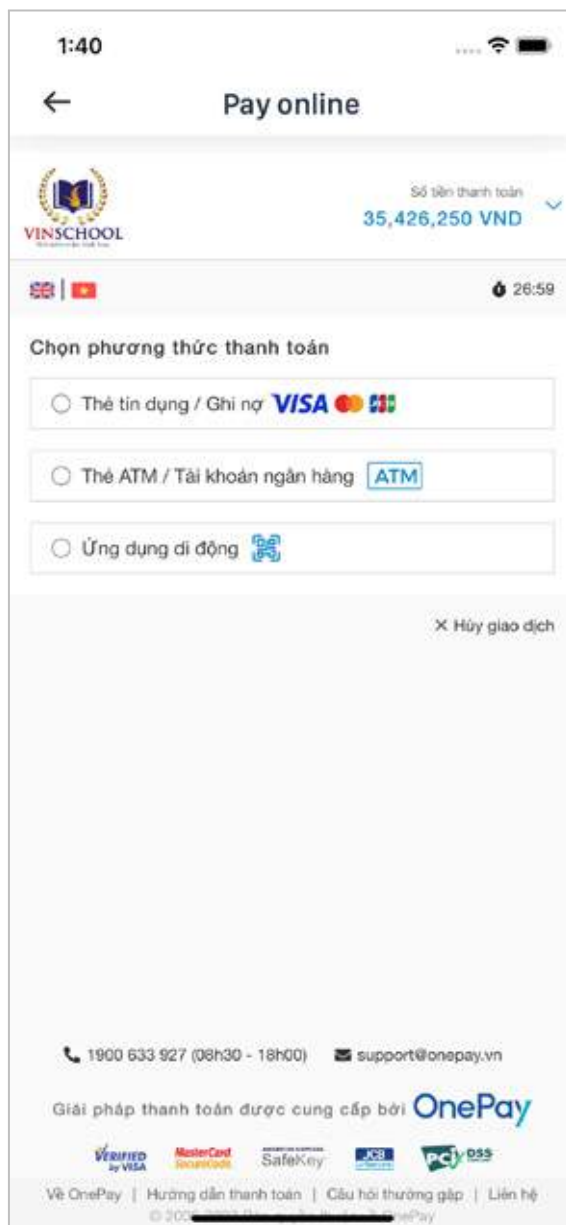 1:40
Pay online
VINSCHOOL
Số tiền thanh toán
35,426,250 VND
26:59
Chọn phương thức thanh toán
Thẻ tín dụng / Ghi nợ VISA JCB
Thẻ ATM / Tài khoản ngân hàng ATM
Ứng dụng di động
× Hủy giao dịch
1900 633 927 (08h30 - 18h00) support@onepay.vn
Giải pháp thanh toán được cung cấp bởi OnePay
VERIFIED by VISA MasterCard SecureCode SafeKey JCB PCI DSS
Về OnePay | Hướng dẫn thanh toán | Câu hỏi thường gặp | Liên hệ
OnePay